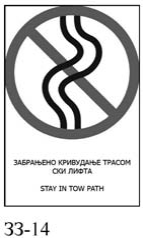 ЗАБРАЊЕНО КРИВУДАЊЕ ТРАСОМ
СКИ ЛИФТА
STAY IN TOW PATH
33-14